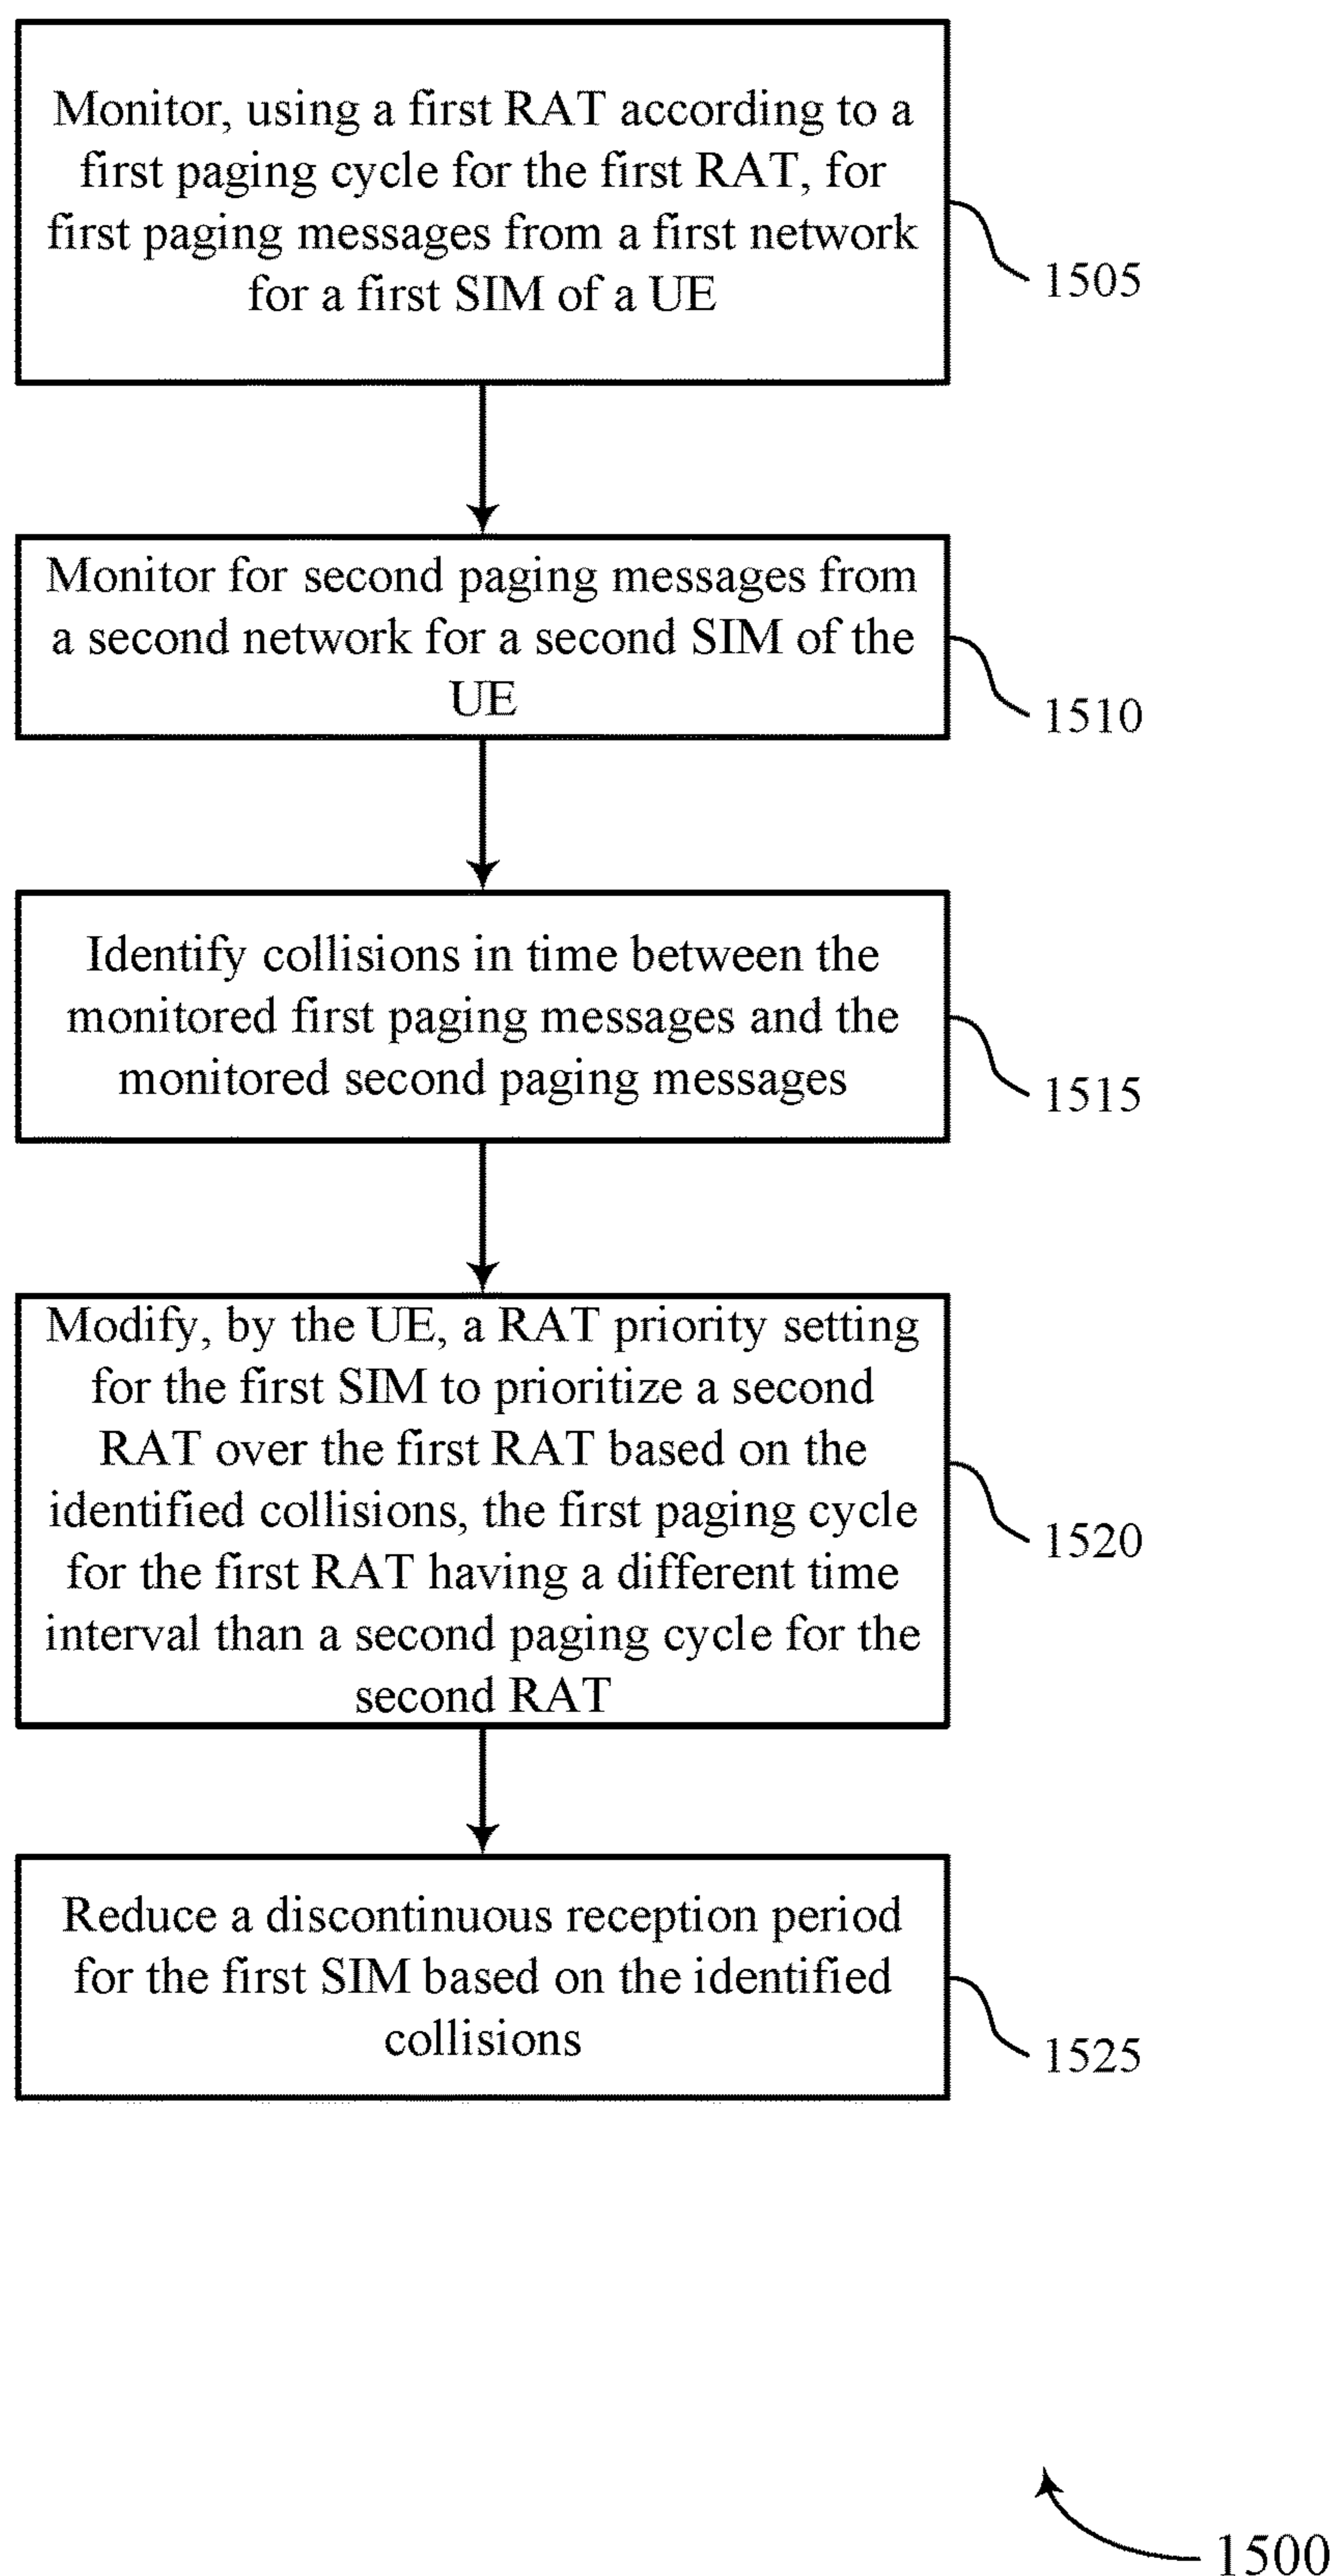 Monitor, using a first RAT according to a
first paging cycle for the first RAT, for
first paging messages from a first network
for a first SIM of a UE
1505
Monitor for second paging messages from
a second network for a second SIM of the
UE
1510
Identify collisions in time between the
monitored first paging messages and the
monitored second paging messages
1515
Modify, by the UE, a RAT priority setting
for the first SIM to prioritize a second
RAT over the first RAT based on the
identified collisions, the first paging cycle
for the first RAT having a different time
interval than a second paging cycle for the
second RAT
1520
Reduce a discontinuous reception period
for the first SIM based on the identified
collisions
1525
1500